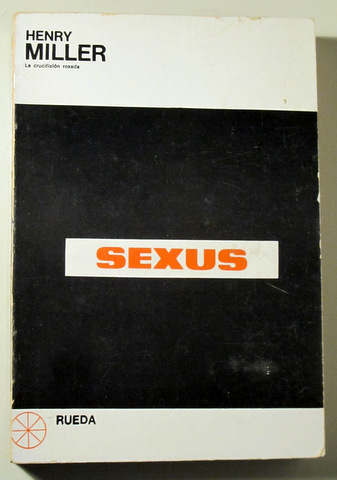 HENRY
MILLER
La crucifixión rosada
SEXUS
RUEDA